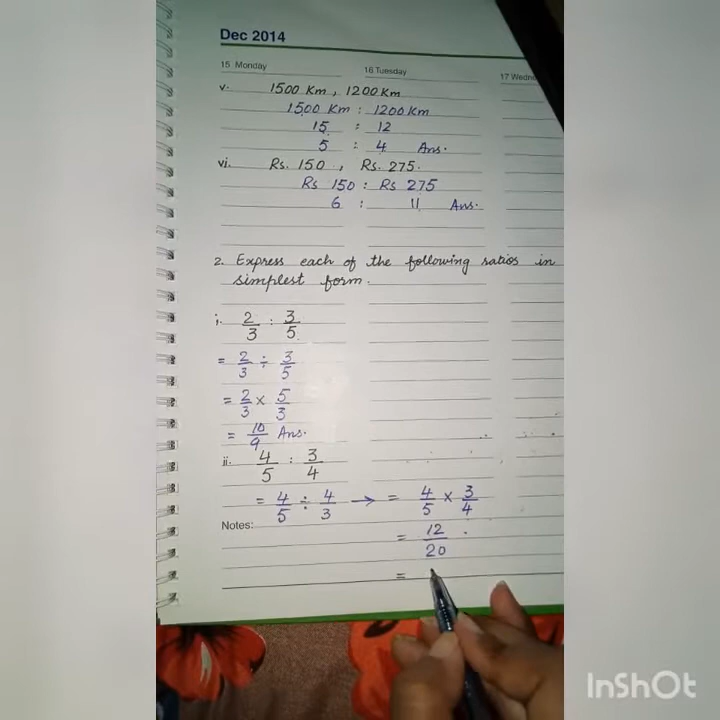 Dec 2014
15 Monday 16 Tuesday 17 Wedn
v. 1500 Km , 1200 Km
1500 Km : 1200 Km
15 : 12
5 : 4 Ans.
vi. Rs. 150 , Rs. 275.
Rs 150 : Rs 275
6 : 11 Ans.
2. Express each of the following ratios in
simplest form.
i. 2/3 : 3/5
= 2/3 ÷ 3/5
= 2/3 × 5/3
= 10/9 Ans.
ii. 4/5 : 3/4
= 4/5 ÷ 4/3 → = 4/5 × 3/4
Notes:
= 12/20
=
InShOt